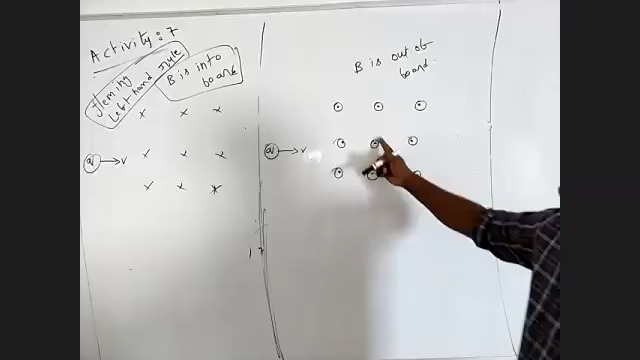 Activity: 7
Fleming
left hand rule
B is into
board
x x x
q → v x x x
x x x
B is out of
board.
q → v